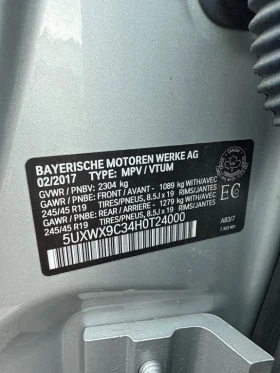 BAYERISCHE MOTOREN WERKE AG
02/2017 TYPE: MPV / VTUM
GVWR / PNBV: 2304 kg
GAWR / PNBE: FRONT / AVANT - 1089 kg WITH/AVEC
245/45 R19 TIRES/PNEUS, 8.5J x 19 RIMS/JANTES
GAWR / PNBE: REAR / ARRIERE - 1279 kg WITH/AVEC
245/45 R19 TIRES/PNEUS, 8.5J x 19 RIMS/JANTES
5UXWX9C34H0T24000
EC
A83/7